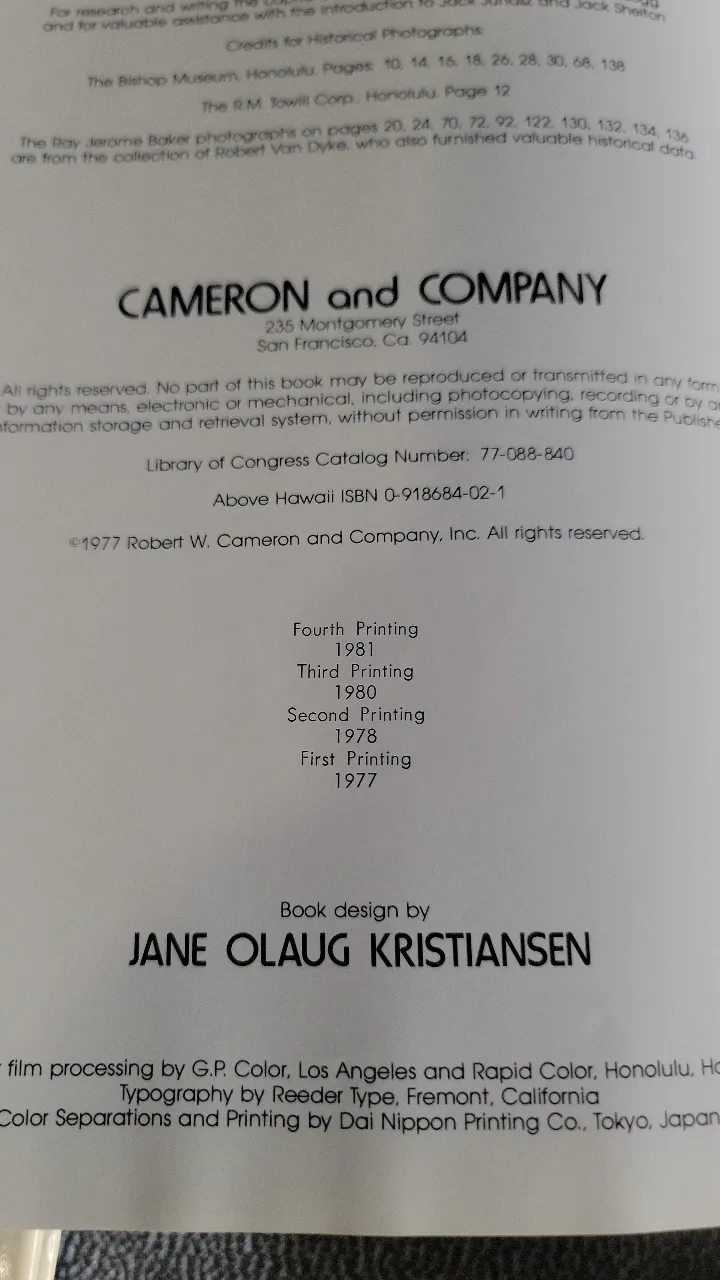 For research and writing the
and for valuable assistance with the introduction to Jack and Jack Shelton
Credits for Historical Photographs:
The Bishop Museum, Honolulu, Pages: 10, 14, 16, 18, 26, 28, 30, 68, 138
The R.M. Towill Corp., Honolulu, Page 12
The Ray Jerome Baker photographs on pages 20, 24, 70, 72, 92, 122, 130, 132, 134, 136
are from the collection of Robert Van Dyke, who also furnished valuable historical data.
CAMERON and COMPANY
235 Montgomery Street
San Francisco, Ca. 94104
All rights reserved. No part of this book may be reproduced or transmitted in any form
by any means, electronic or mechanical, including photocopying, recording or by
formation storage and retrieval system, without permission in writing from the Publishe
Library of Congress Catalog Number: 77-088-840
Above Hawaii ISBN 0-918684-02-1
©1977 Robert W. Cameron and Company, Inc. All rights reserved.
Fourth Printing
1981
Third Printing
1980
Second Printing
1978
First Printing
1977
Book design by
JANE OLAUG KRISTIANSEN
film processing by G.P. Color, Los Angeles and Rapid Color, Honolulu,
Typography by Reeder Type, Fremont, California
Color Separations and Printing by Dai Nippon Printing Co., Tokyo, Japan